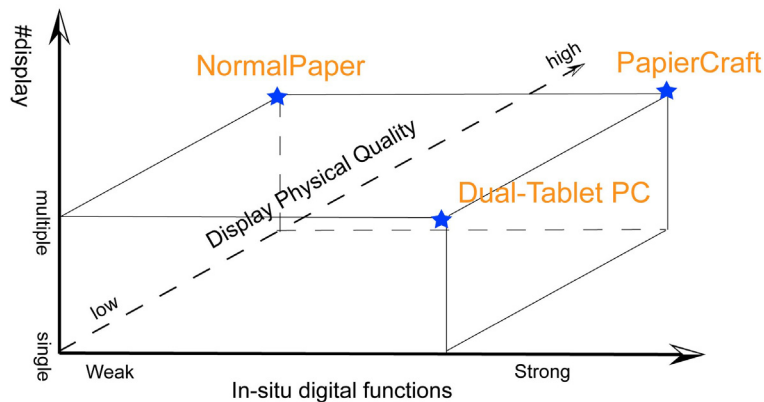 #display
high
NormalPaper
PapierCraft
Display Physical Quality
Dual-Tablet PC
multiple
low
single
Weak
Strong
In-situ digital functions